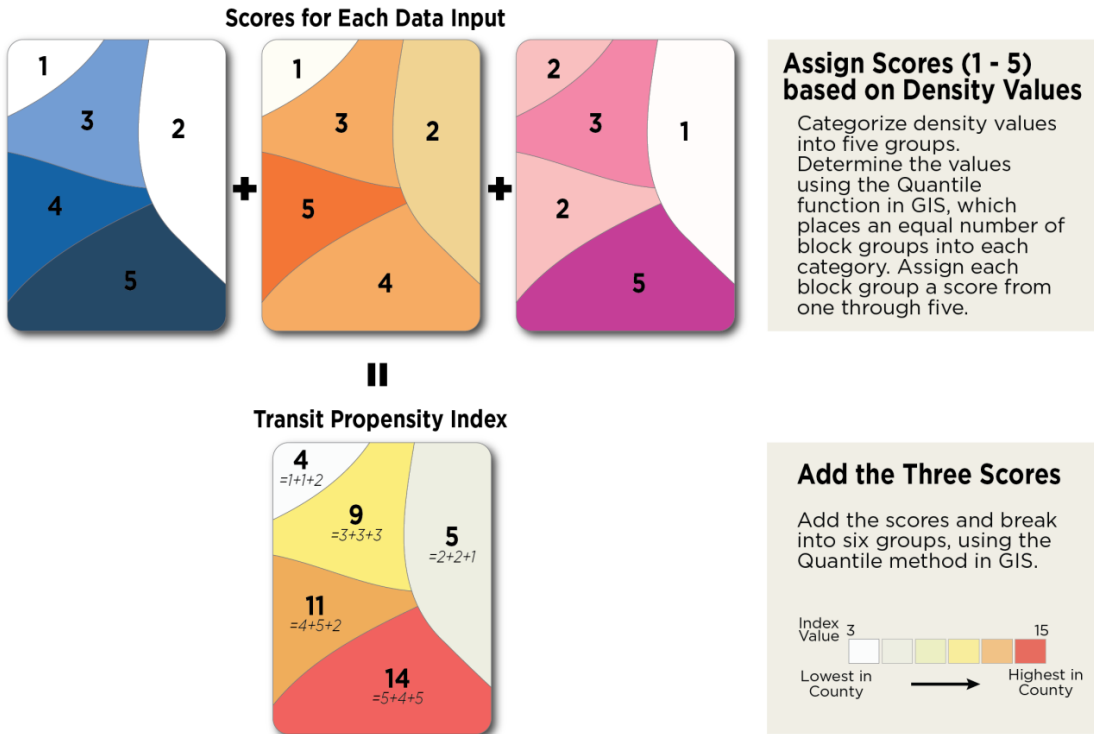 Scores for Each Data Input
1
3
2
4
5
+
1
3
2
5
4
+
2
3
1
2
5
Assign Scores (1 - 5)
based on Density Values
Categorize density values
into five groups.
Determine the values
using the Quantile
function in GIS, which
places an equal number of
block groups into each
category. Assign each
block group a score from
one through five.
=
Transit Propensity Index
4
=1+1+2
9
=3+3+3
5
=2+2+1
11
=4+5+2
14
=5+4+5
Add the Three Scores
Add the scores and break
into six groups, using the
Quantile method in GIS.
Index
Value
3
15
Lowest in
County
Highest in
County